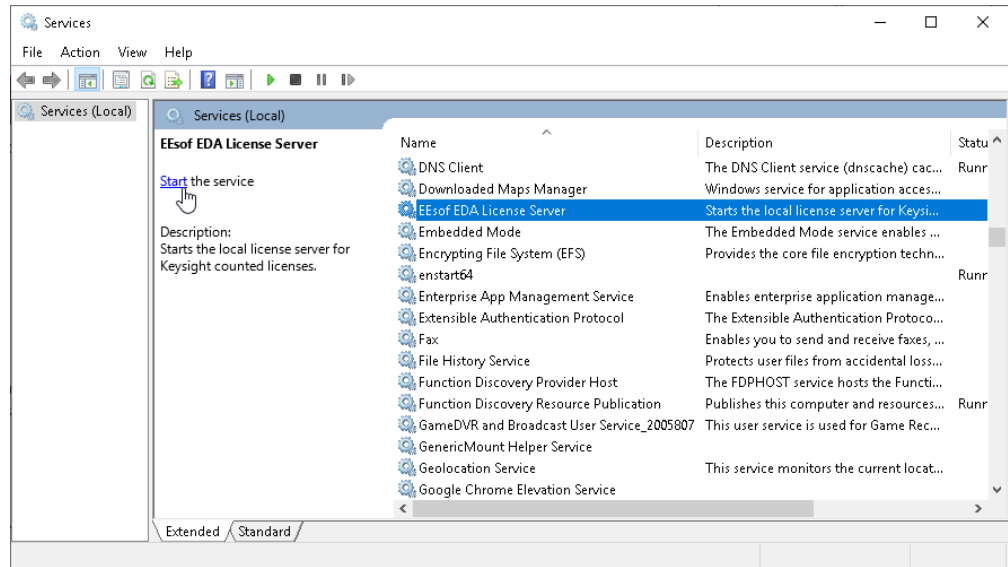 Services
File Action View Help
Services (Local)
Services (Local)
EEsof EDA License Server
Start the service
Description:
Starts the local license server for
Keysight counted licenses.
Name Description Statu
DNS Client The DNS Client service (dnscache) cac... Runr
Downloaded Maps Manager Windows service for application acces...
EEsof EDA License Server Starts the local license server for Keysi...
Embedded Mode The Embedded Mode service enables ...
Encrypting File System (EFS) Provides the core file encryption techn...
enstart64 Runr
Enterprise App Management Service Enables enterprise application manage...
Extensible Authentication Protocol The Extensible Authentication Protoco...
Fax Enables you to send and receive faxes, ...
File History Service Protects user files from accidental loss...
Function Discovery Provider Host The FDPHOST service hosts the Functi...
Function Discovery Resource Publication Publishes this computer and resources... Runr
GameDVR and Broadcast User Service_2005807 This user service is used for Game Rec...
GenericMount Helper Service
Geolocation Service This service monitors the current locat...
Google Chrome Elevation Service
Extended Standard